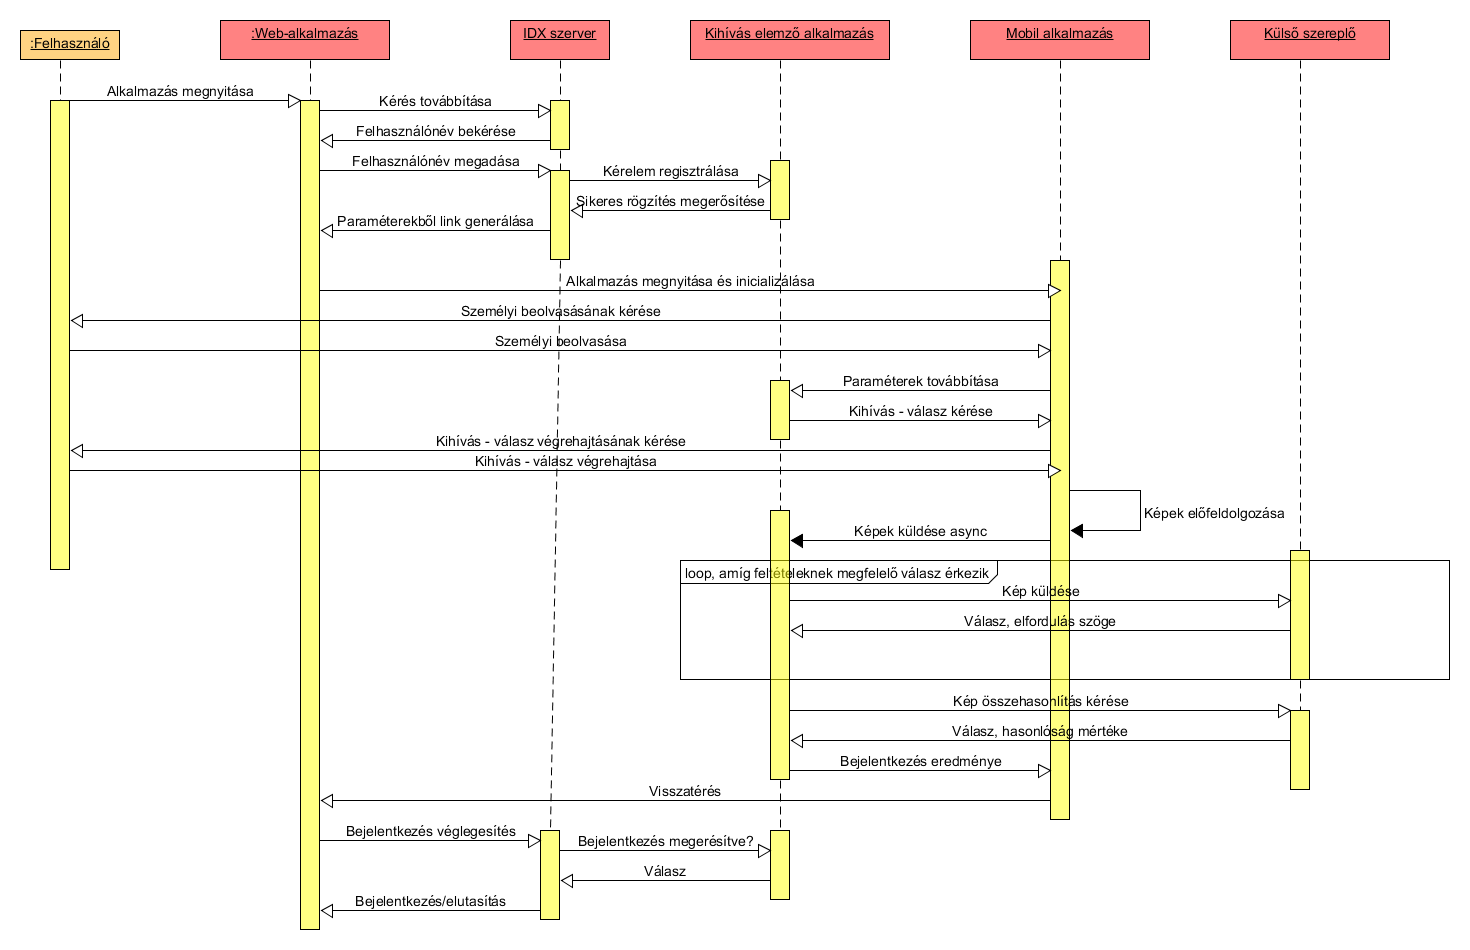 :Felhasználó
:Web-alkalmazás
IDX szerver
Kihívás elemző alkalmazás
Mobil alkalmazás
Külső szereplő
Alkalmazás megnyitása
Kérés továbbítása
Felhasználónév bekérése
Felhasználónév megadása
Kérelem regisztrálása
Sikeres rögzítés megerősítése
Paraméterekből link generálása
Alkalmazás megnyitása és inicializálása
Személyi beolvasásának kérése
Személyi beolvasása
Paraméterek továbbítása
Kihívás - válasz kérése
Kihívás - válasz végrehajtásának kérése
Kihívás - válasz végrehajtása
Képek előfeldolgozása
Képek küldése async
loop, amíg feltételeknek megfelelő válasz érkezik
Kép küldése
Válasz, elfordulás szöge
Kép összehasonlítás kérése
Válasz, hasonlóság mértéke
Bejelentkezés eredménye
Visszatérés
Bejelentkezés véglegesítés
Bejelentkezés megerésítve?
Válasz
Bejelentkezés/elutasítás